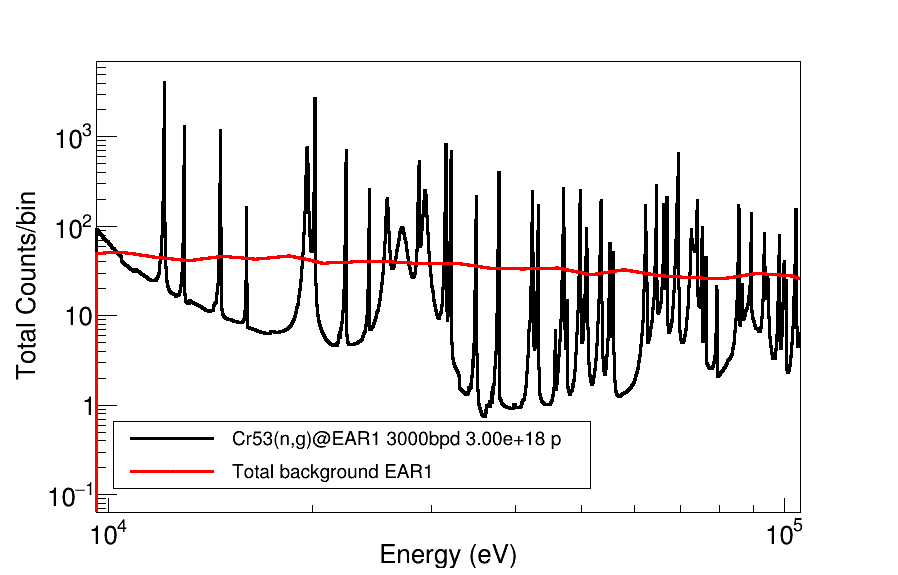 Total Counts/bin
10³
10²
10
1
10⁻¹
Cr53(n,g)@EAR1 3000bpd 3.00e+18 p
Total background EAR1
10⁴
10⁵
Energy (eV)